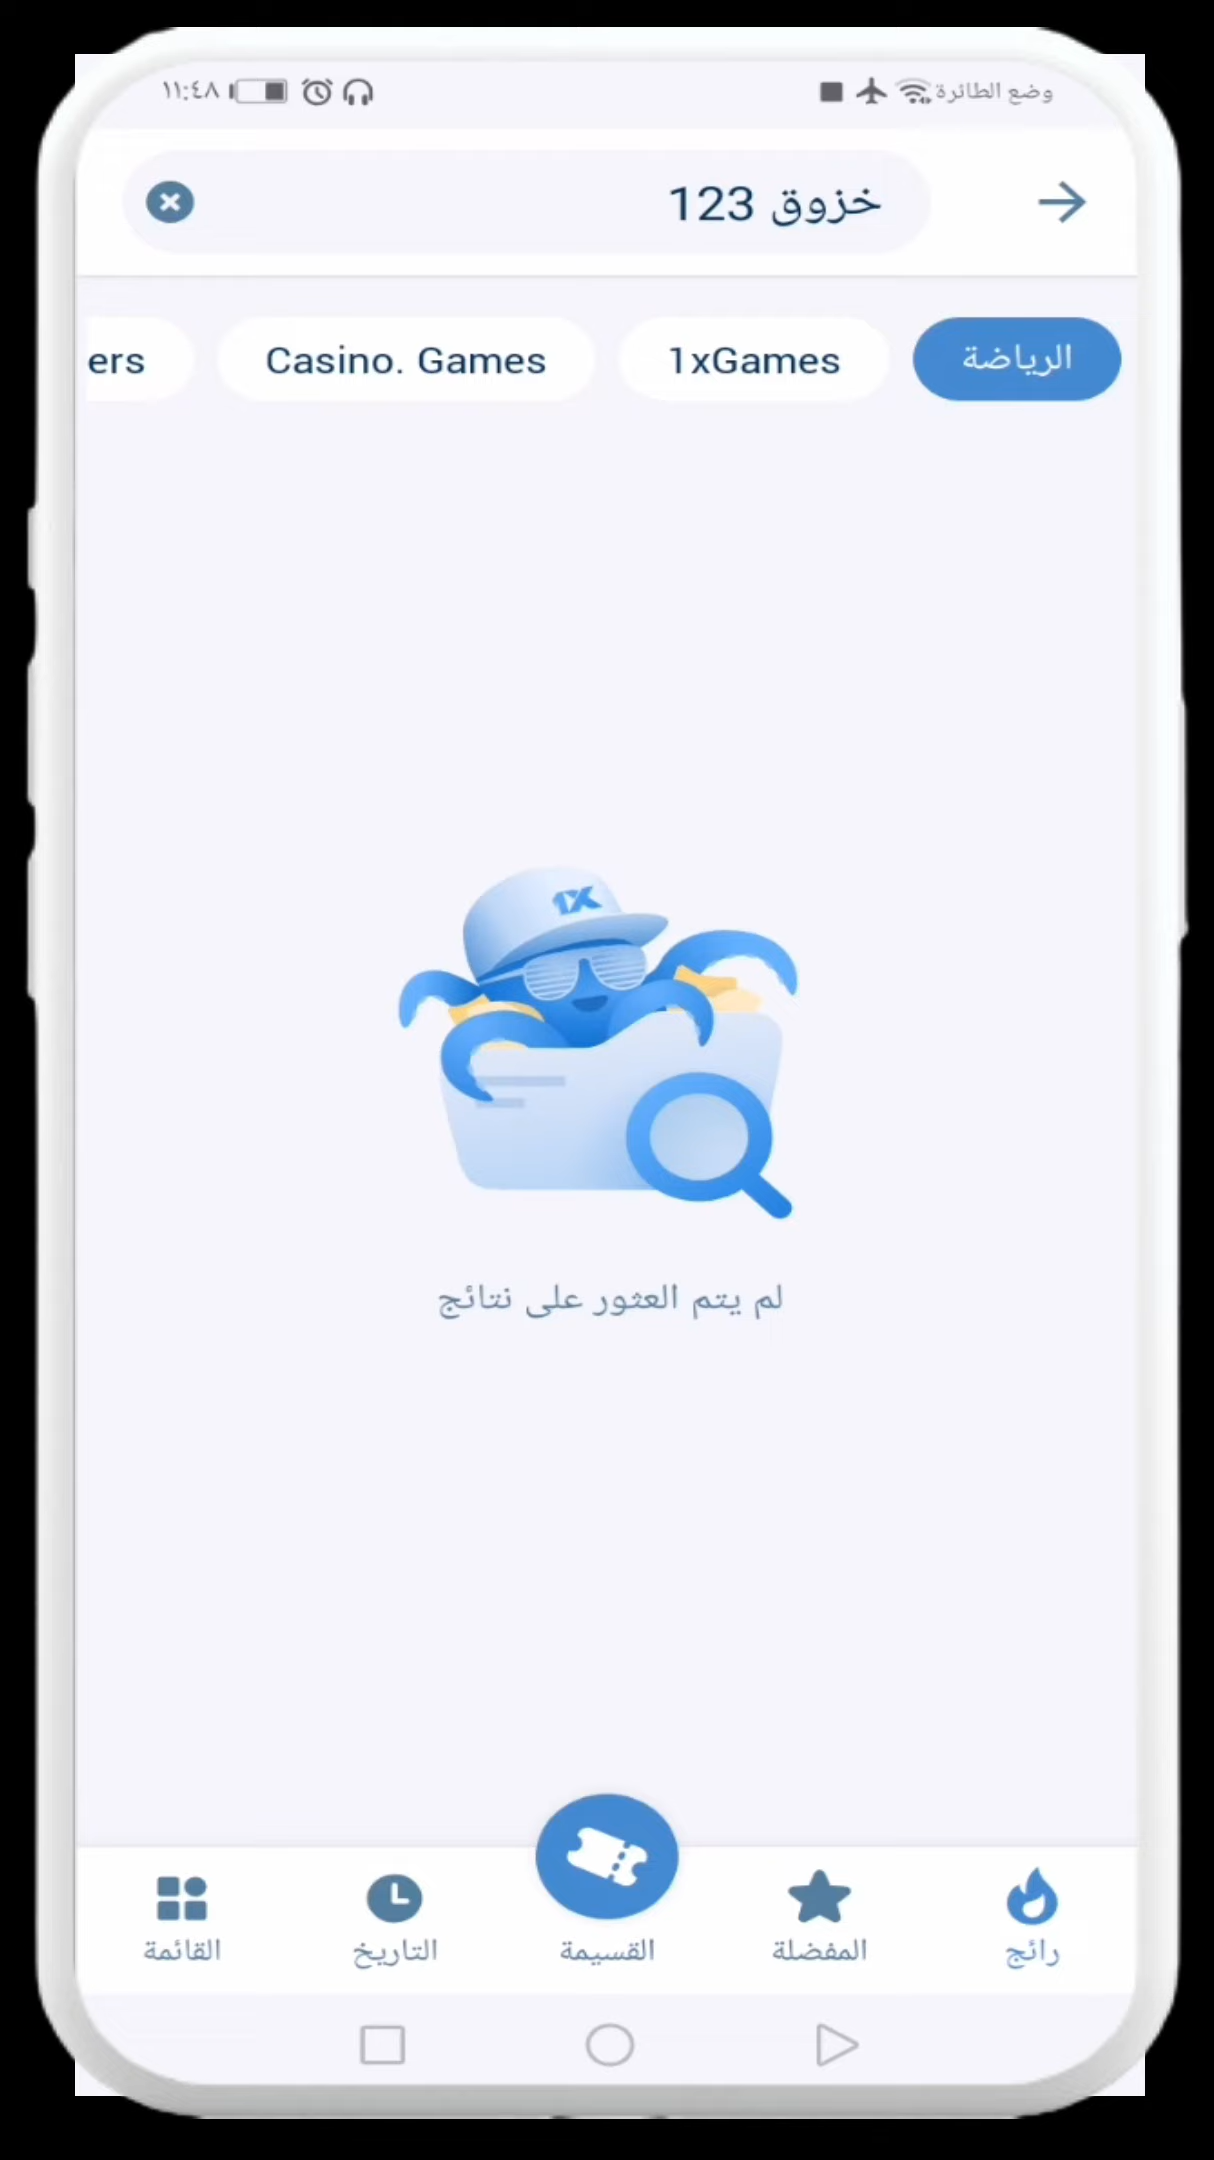 وضع الطائرة ١١:٤٨
خزوق 123
الرياضة 1xGames Casino. Games ers
1X
لم يتم العثور على نتائج
رائج المفضلة القسيمة التاريخ القائمة